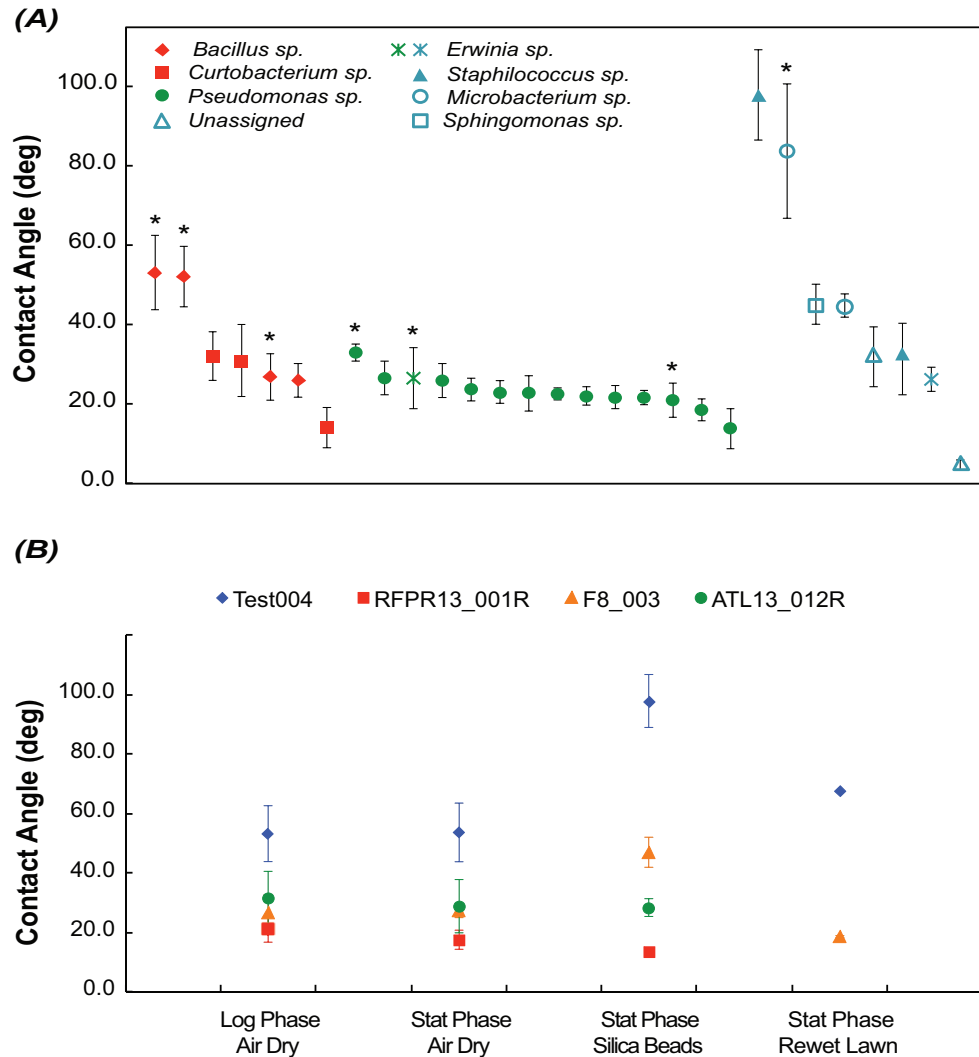 (A)
Bacillus sp.
Curtobacterium sp.
Pseudomonas sp.
Unassigned
Erwinia sp.
Staphilococcus sp.
Microbacterium sp.
Sphingomonas sp.
Contact Angle (deg)
100.0
80.0
60.0
40.0
20.0
0.0
* * * * * * *
(B)
Test004 RFPR13_001R F8_003 ATL13_012R
Contact Angle (deg)
100.0
80.0
60.0
40.0
20.0
0.0
Log Phase
Air Dry
Stat Phase
Air Dry
Stat Phase
Silica Beads
Stat Phase
Rewet Lawn